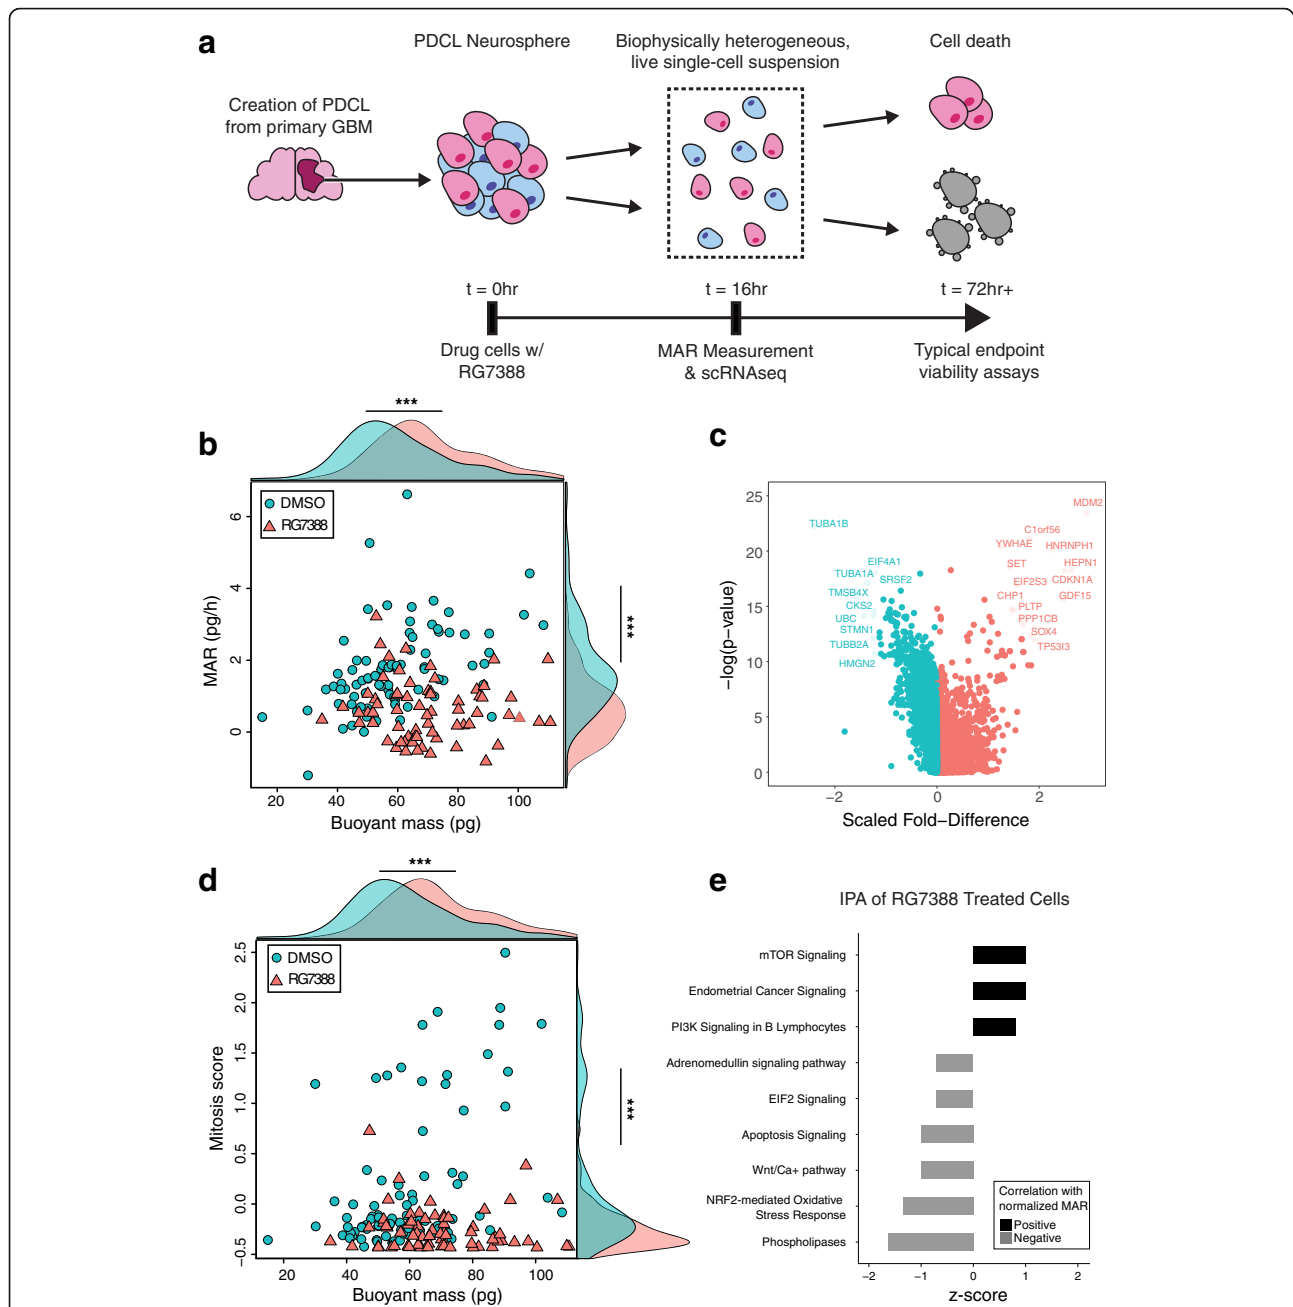 a
PDCL Neurosphere
Biophysically heterogeneous,
live single-cell suspension
Cell death
Creation of PDCL
from primary GBM
t = 0hr
t = 16hr
t = 72hr+
Drug cells w/
RG7388
MAR Measurement
& scRNAseq
Typical endpoint
viability assays
b
***
DMSO
RG7388
***
MAR (pg/h)
6
4
2
0
20 40 60 80 100
Buoyant mass (pg)
c
25
20
15
10
5
0
−log(p−value)
TUBA1B
EIF4A1
TUBA1A
SRSF2
TMSB4X
CKS2
UBC
STMN1
TUBB2A
HMGN2
MDM2
C1orf56
YWHAE
HNRNPH1
SET
HEPN1
EIF2S3
CDKN1A
CHP1
GDF15
PLTP
PPP1CB
SOX4
TP53I3
−2 0 2
Scaled Fold−Difference
d
***
DMSO
RG7388
***
Mitosis score
2.5
2.0
1.5
1.0
0.5
0.0
−0.5
20 40 60 80 100
Buoyant mass (pg)
e
IPA of RG7388 Treated Cells
mTOR Signaling
Endometrial Cancer Signaling
PI3K Signaling in B Lymphocytes
Adrenomedullin signaling pathway
EIF2 Signaling
Apoptosis Signaling
Wnt/Ca+ pathway
NRF2-mediated Oxidative
Stress Response
Phospholipases
Correlation with
normalized MAR
Positive
Negative
−2 −1 0 1 2
z-score